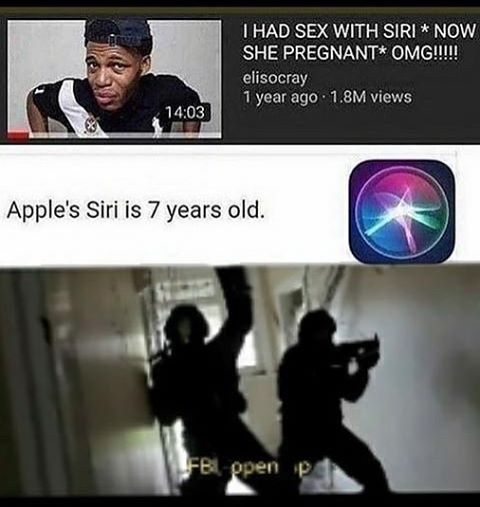 I HAD SEX WITH SIRI * NOW
SHE PREGNANT* OMG!!!!!
elisocray
1 year ago · 1.8M views
14:03
Apple's Siri is 7 years old.
FBI, open p